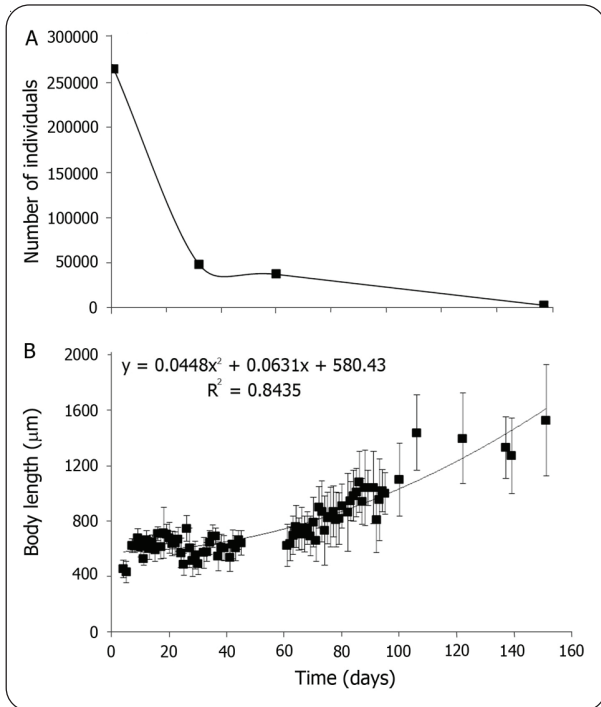 A
300000
250000
200000
150000
100000
50000
0
Number of individuals
B
y = 0.0448x² + 0.0631x + 580.43
R² = 0.8435
2000
1600
1200
800
400
0
Body length (μm)
0 20 40 60 80 100 120 140 160
Time (days)